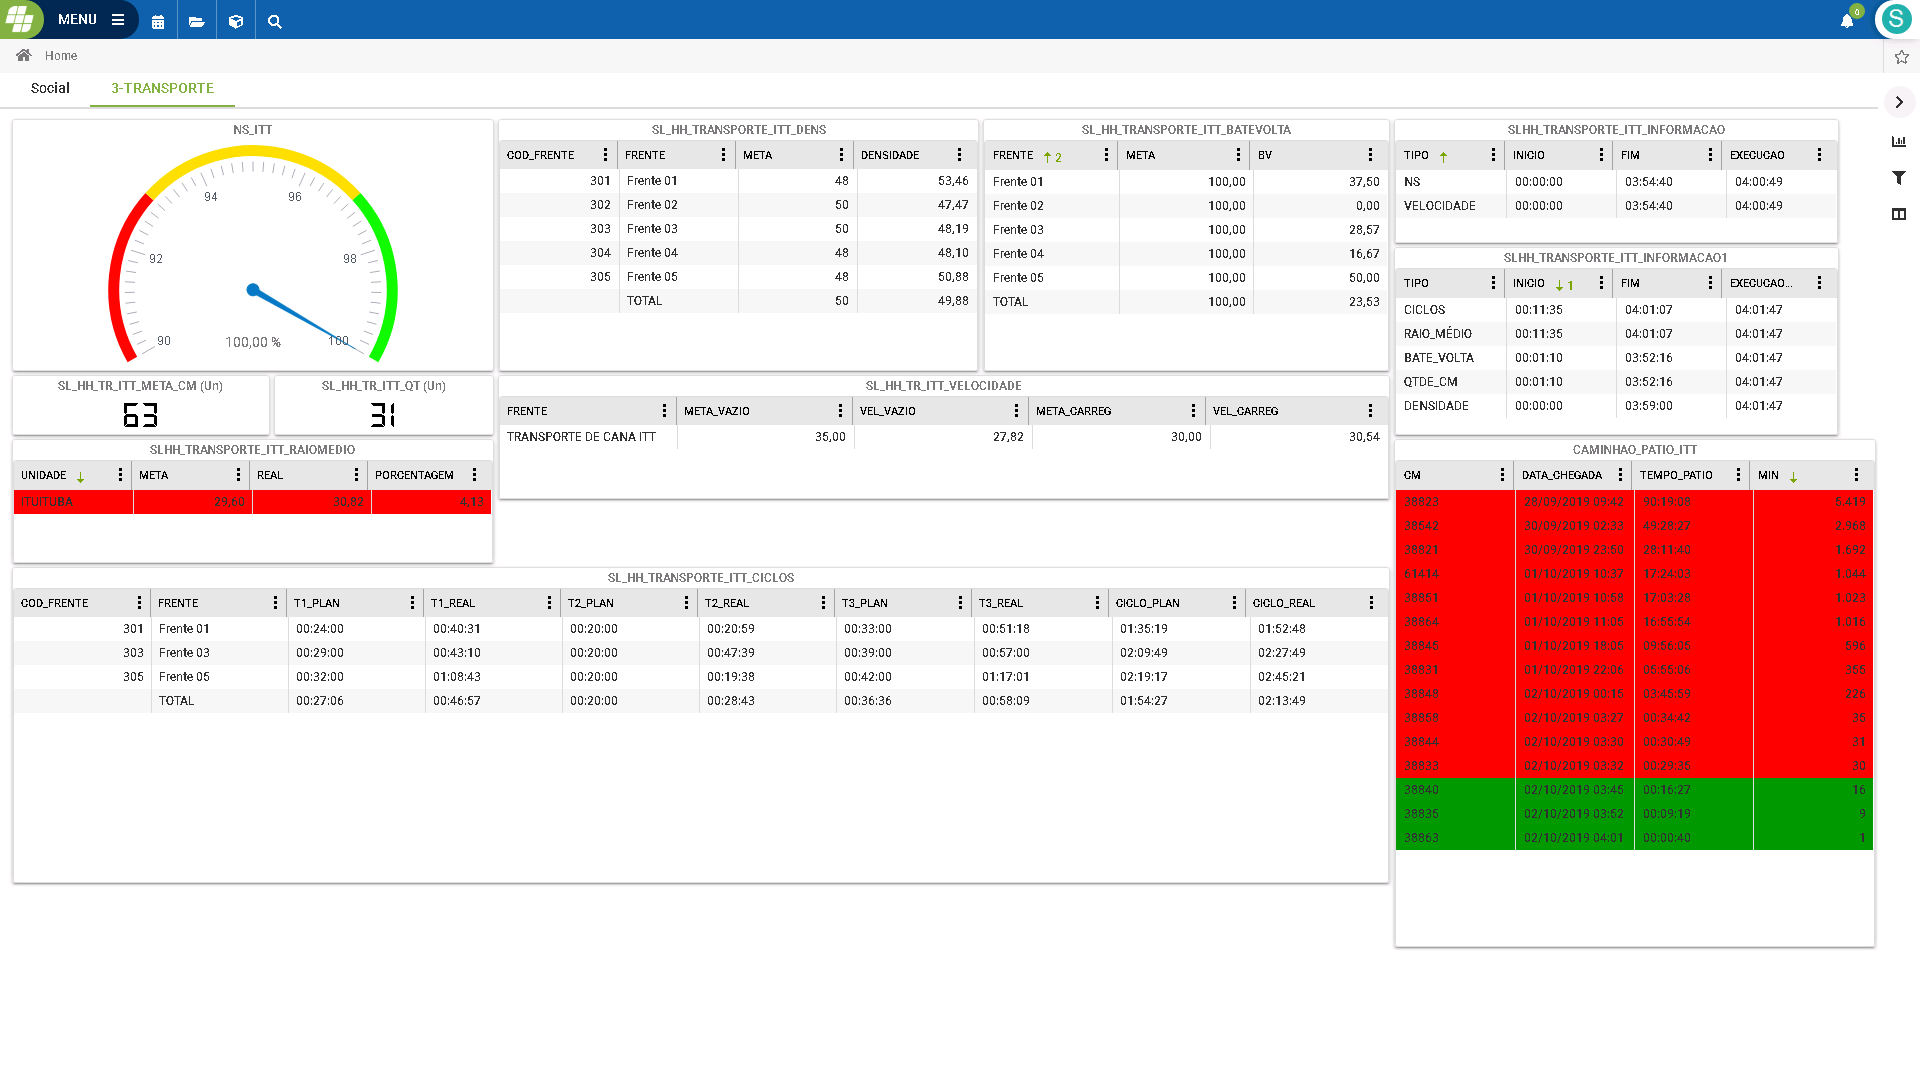 MENU
0
S
Home
Social
3-TRANSPORTE
NS_ITT
90
92
94
96
98
100
100,00 %
SL_HH_TR_ITT_META_CM (Un)
63
SL_HH_TR_ITT_QT (Un)
31
SLHH_TRANSPORTE_ITT_RAIOMEDIO
UNIDADE META REAL PORCENTAGEM
ITUITUBA 29,60 30,82 4,13
SL_HH_TRANSPORTE_ITT_DENS
COD_FRENTE FRENTE META DENSIDADE
301 Frente 01 48 53,46
302 Frente 02 50 47,47
303 Frente 03 50 48,19
304 Frente 04 48 48,10
305 Frente 05 48 50,88
TOTAL 50 49,88
SL_HH_TRANSPORTE_ITT_BATEVOLTA
FRENTE 2 META BV
Frente 01 100,00 37,50
Frente 02 100,00 0,00
Frente 03 100,00 28,57
Frente 04 100,00 16,67
Frente 05 100,00 50,00
TOTAL 100,00 23,53
SL_HH_TR_ITT_VELOCIDADE
FRENTE META_VAZIO VEL_VAZIO META_CARREG VEL_CARREG
TRANSPORTE DE CANA ITT 35,00 27,82 30,00 30,54
SL_HH_TRANSPORTE_ITT_CICLOS
COD_FRENTE FRENTE T1_PLAN T1_REAL T2_PLAN T2_REAL T3_PLAN T3_REAL CICLO_PLAN CICLO_REAL
301 Frente 01 00:24:00 00:40:31 00:20:00 00:20:59 00:33:00 00:51:18 01:35:19 01:52:48
303 Frente 03 00:29:00 00:43:10 00:20:00 00:47:39 00:39:00 00:57:00 02:09:49 02:27:49
305 Frente 05 00:32:00 01:08:43 00:20:00 00:19:38 00:42:00 01:17:01 02:19:17 02:45:21
TOTAL 00:27:06 00:46:57 00:20:00 00:28:43 00:36:36 00:58:09 01:54:27 02:13:49
SLHH_TRANSPORTE_ITT_INFORMACAO
TIPO INICIO FIM EXECUCAO
NS 00:00:00 03:54:40 04:00:49
VELOCIDADE 00:00:00 03:54:40 04:00:49
SLHH_TRANSPORTE_ITT_INFORMACAO1
TIPO INICIO 1 FIM EXECUCAO...
CICLOS 00:11:35 04:01:07 04:01:47
RAIO_MÉDIO 00:11:35 04:01:07 04:01:47
BATE_VOLTA 00:01:10 03:52:16 04:01:47
QTDE_CM 00:01:10 03:52:16 04:01:47
DENSIDADE 00:00:00 03:59:00 04:01:47
CAMINHAO_PATIO_ITT
CM DATA_CHEGADA TEMPO_PATIO MIN
38823 28/09/2019 09:42 90:19:08 5.419
38642 30/09/2019 02:33 49:28:27 2.968
38821 30/09/2019 23:50 28:11:40 1.692
61414 01/10/2019 10:37 17:24:03 1.044
38851 01/10/2019 10:58 17:03:28 1.023
38864 01/10/2019 11:05 16:55:54 1.016
38845 01/10/2019 18:05 09:56:05 596
38831 01/10/2019 22:06 05:55:06 355
38848 02/10/2019 00:15 03:45:59 226
38858 02/10/2019 03:27 00:34:42 35
38844 02/10/2019 03:30 00:30:49 31
38833 02/10/2019 03:32 00:29:35 30
38840 02/10/2019 03:45 00:16:27 16
38835 02/10/2019 03:52 00:09:19 9
38863 02/10/2019 04:01 00:00:40 1